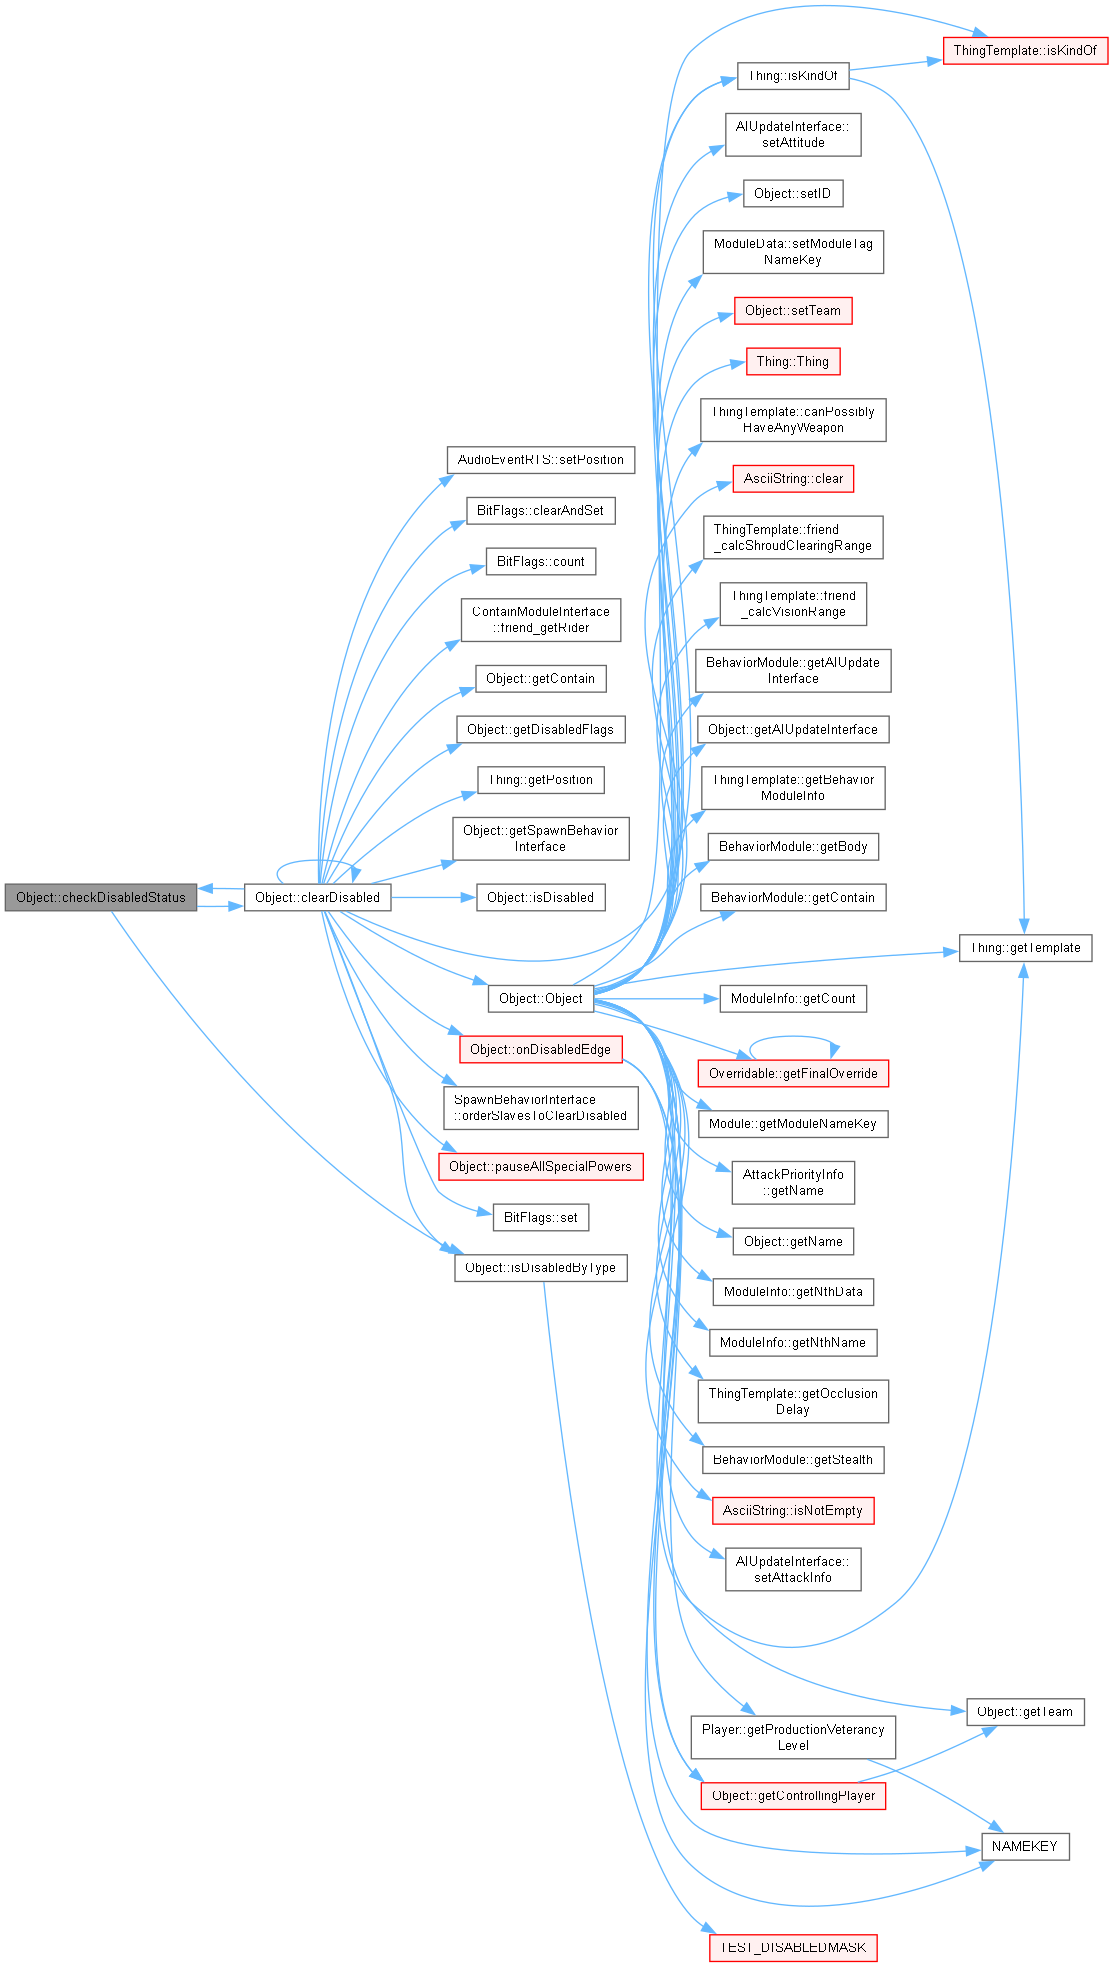 Object::checkDisabledStatus
Object::clearDisabled
AudioEventRTS::setPosition
BitFlags::clearAndSet
BitFlags::count
ContainModuleInterface
::friend_getRider
Object::getContain
Object::getDisabledFlags
Thing::getPosition
Object::getSpawnBehavior
Interface
Object::isDisabled
Object::Object
Object::onDisabledEdge
SpawnBehaviorInterface
::orderSlavesToClearDisabled
Object::pauseAllSpecialPowers
BitFlags::set
Object::isDisabledByType
Thing::isKindOf
AIUpdateInterface::
setAttitude
Object::setID
ModuleData::setModuleTag
NameKey
Object::setTeam
Thing::Thing
ThingTemplate::canPossibly
HaveAnyWeapon
AsciiString::clear
ThingTemplate::friend
_calcShroudClearingRange
ThingTemplate::friend
_calcVisionRange
BehaviorModule::getAIUpdate
Interface
Object::getAIUpdateInterface
ThingTemplate::getBehavior
ModuleInfo
BehaviorModule::getBody
BehaviorModule::getContain
ModuleInfo::getCount
Overridable::getFinalOverride
Module::getModuleNameKey
AttackPriorityInfo
::getName
Object::getName
ModuleInfo::getNthData
ModuleInfo::getNthName
ThingTemplate::getOcclusion
Delay
BehaviorModule::getStealth
AsciiString::isNotEmpty
AIUpdateInterface::
setAttackInfo
Player::getProductionVeterancy
Level
Object::getControllingPlayer
TEST_DISABLEDMASK
ThingTemplate::isKindOf
Thing::getTemplate
Object::getTeam
NAMEKEY